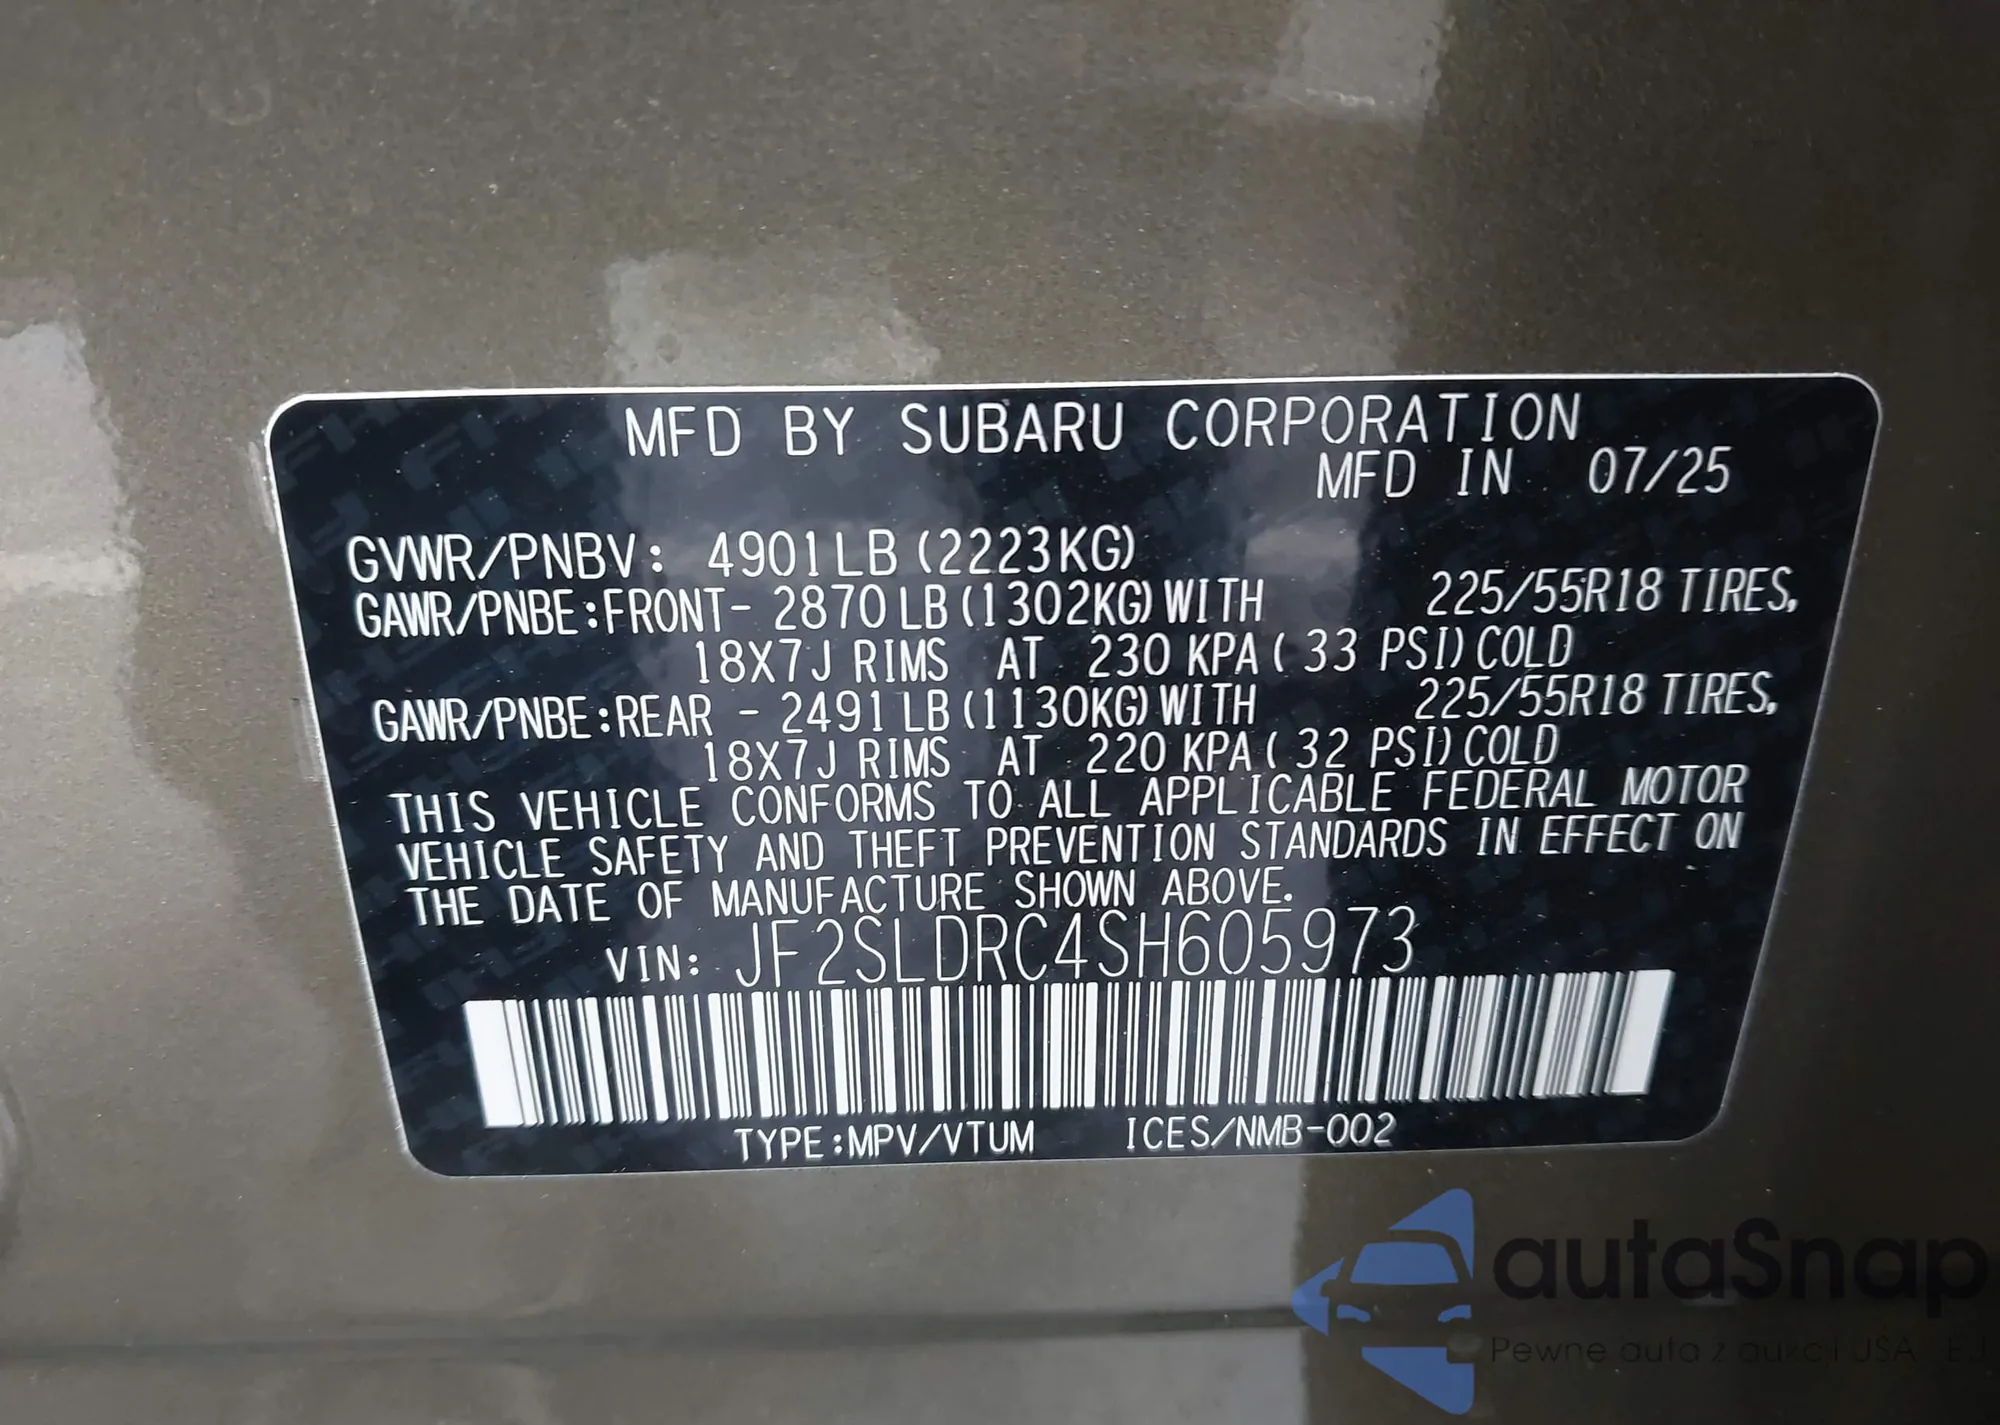 MFD BY SUBARU CORPORATION
MFD IN 07/25
GVWR/PNBV: 4901LB (2223KG)
GAWR/PNBE:FRONT- 2870LB(1302KG)WITH 225/55R18 TIRES,
18X7J RIMS AT 230 KPA( 33 PSI)COLD
GAWR/PNBE:REAR - 2491LB(1130KG)WITH 225/55R18 TIRES,
18X7J RIMS AT 220 KPA( 32 PSI)COLD
THIS VEHICLE CONFORMS TO ALL APPLICABLE FEDERAL MOTOR
VEHICLE SAFETY AND THEFT PREVENTION STANDARDS IN EFFECT ON
THE DATE OF MANUFACTURE SHOWN ABOVE.
VIN: JF2SLDRC4SH605973
TYPE:MPV/VTUM ICES/NMB-002
autaSnap
Pewne auta z aukcji USA